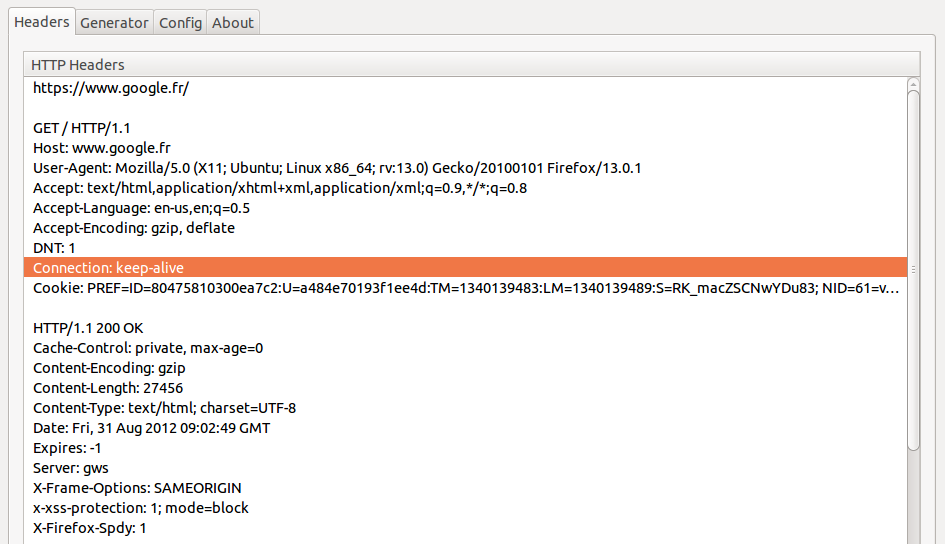 Headers Generator Config About
HTTP Headers
https://www.google.fr/
GET / HTTP/1.1
Host: www.google.fr
User-Agent: Mozilla/5.0 (X11; Ubuntu; Linux x86_64; rv:13.0) Gecko/20100101 Firefox/13.0.1
Accept: text/html,application/xhtml+xml,application/xml;q=0.9,*/*;q=0.8
Accept-Language: en-us,en;q=0.5
Accept-Encoding: gzip, deflate
DNT: 1
Connection: keep-alive
Cookie: PREF=ID=80475810300ea7c2:U=a484e70193f1ee4d:TM=1340139483:LM=1340139489:S=RK_macZSCNwYDu83; NID=61=v...
HTTP/1.1 200 OK
Cache-Control: private, max-age=0
Content-Encoding: gzip
Content-Length: 27456
Content-Type: text/html; charset=UTF-8
Date: Fri, 31 Aug 2012 09:02:49 GMT
Expires: -1
Server: gws
X-Frame-Options: SAMEORIGIN
x-xss-protection: 1; mode=block
X-Firefox-Spdy: 1